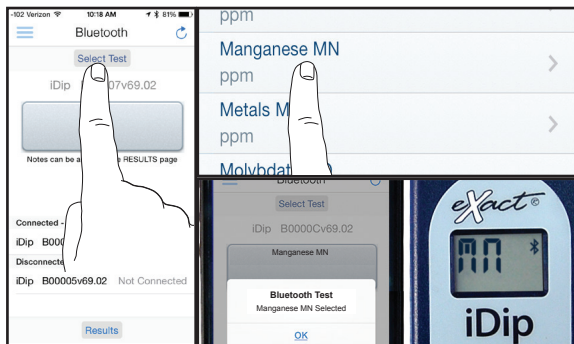 -102 Verizon 10:18 AM 81%
Bluetooth
Select Test
iDip 07v69.02
Notes can be a RESULTS page
Connected -
iDip B000
Disconnecte
iDip B00005v69.02 Not Connected
Results
ppm
Manganese MN
ppm
Metals M
ppm
Molybdat
Bluetooth
Select Test
iDip B0000Cv69.02
Manganese MN
Bluetooth Test
Manganese MN Selected
OK
eXact®
MN
iDip